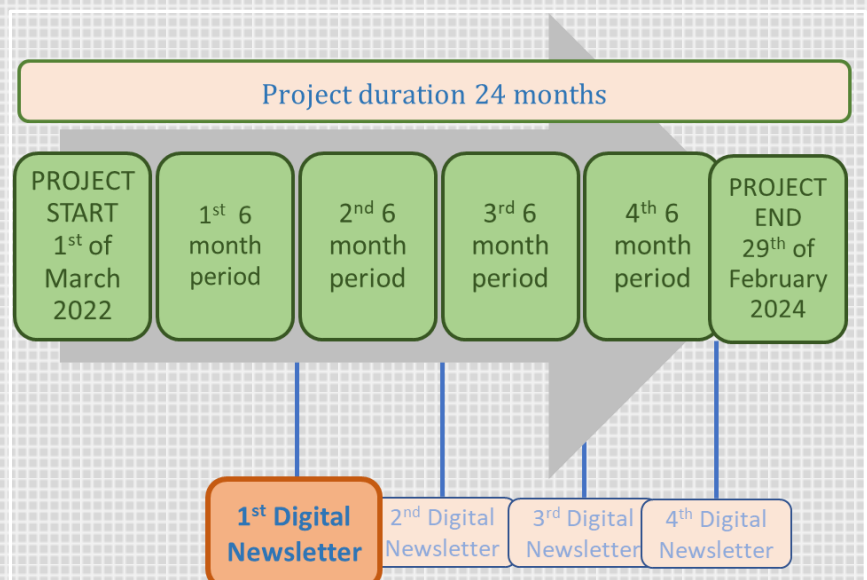 Project duration 24 months
PROJECT
START
1st of
March
2022
1st 6
month
period
2nd 6
month
period
3rd 6
month
period
4th 6
month
period
PROJECT
END
29th of
February
2024
1st Digital
Newsletter
2nd Digital
Newsletter
3rd Digital
Newsletter
4th Digital
Newsletter